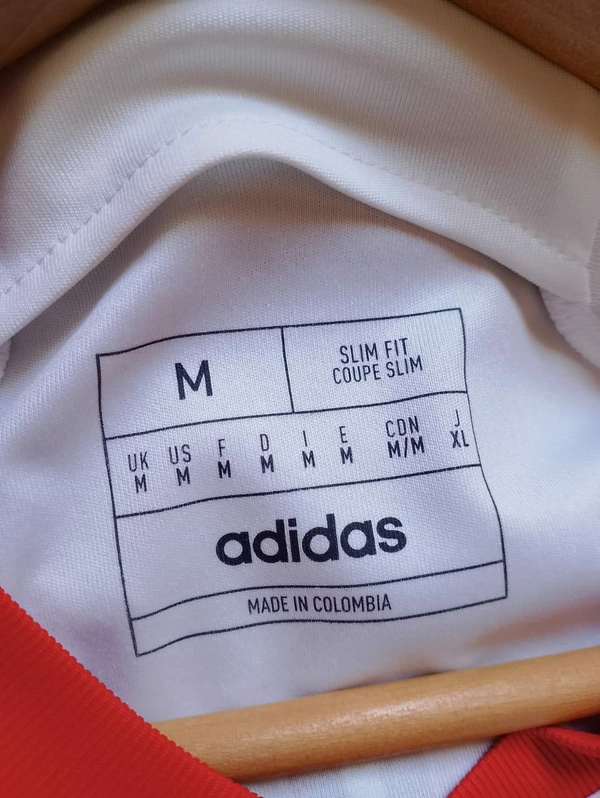 M
SLIM FIT
COUPE SLIM
UK US F D I E CDN J
M M M M M M M/M XL
adidas
MADE IN COLOMBIA